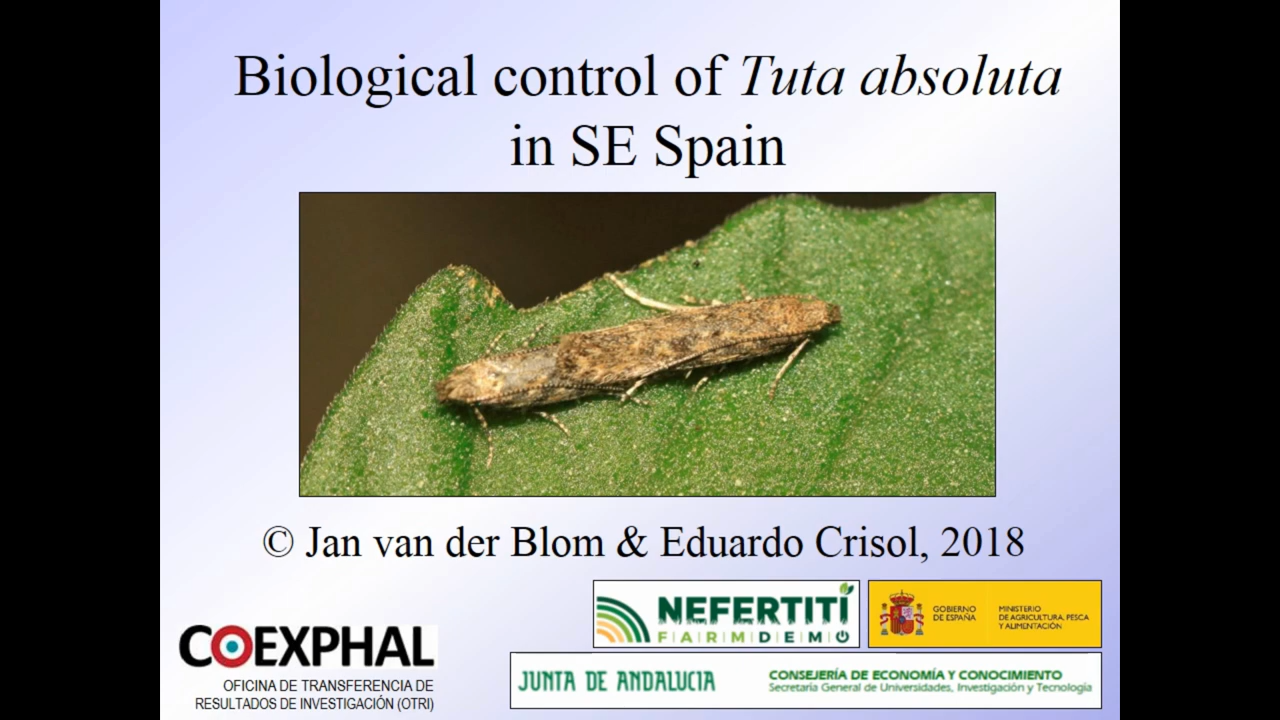 Biological control of Tuta absoluta
in SE Spain
© Jan van der Blom & Eduardo Crisol, 2018
NEFERTITI
FARMDEMO
GOBIERNO
DE ESPAÑA
MINISTERIO
DE AGRICULTURA, PESCA
Y ALIMENTACIÓN
COEXPHAL
OFICINA DE TRANSFERENCIA DE
RESULTADOS DE INVESTIGACIÓN (OTRI)
JUNTA DE ANDALUCIA
CONSEJERÍA DE ECONOMÍA Y CONOCIMIENTO
Secretaría General de Universidades, Investigación y Tecnología